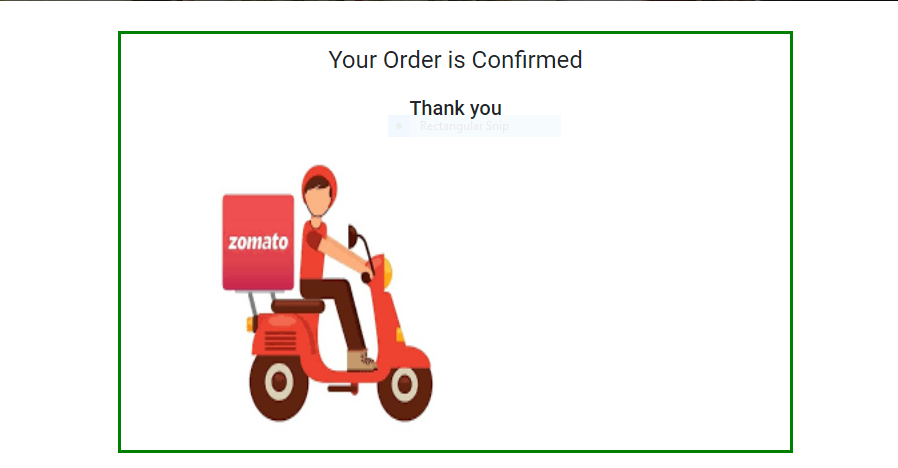 Your Order is Confirmed
Thank you
Rectangular Snip
zomato